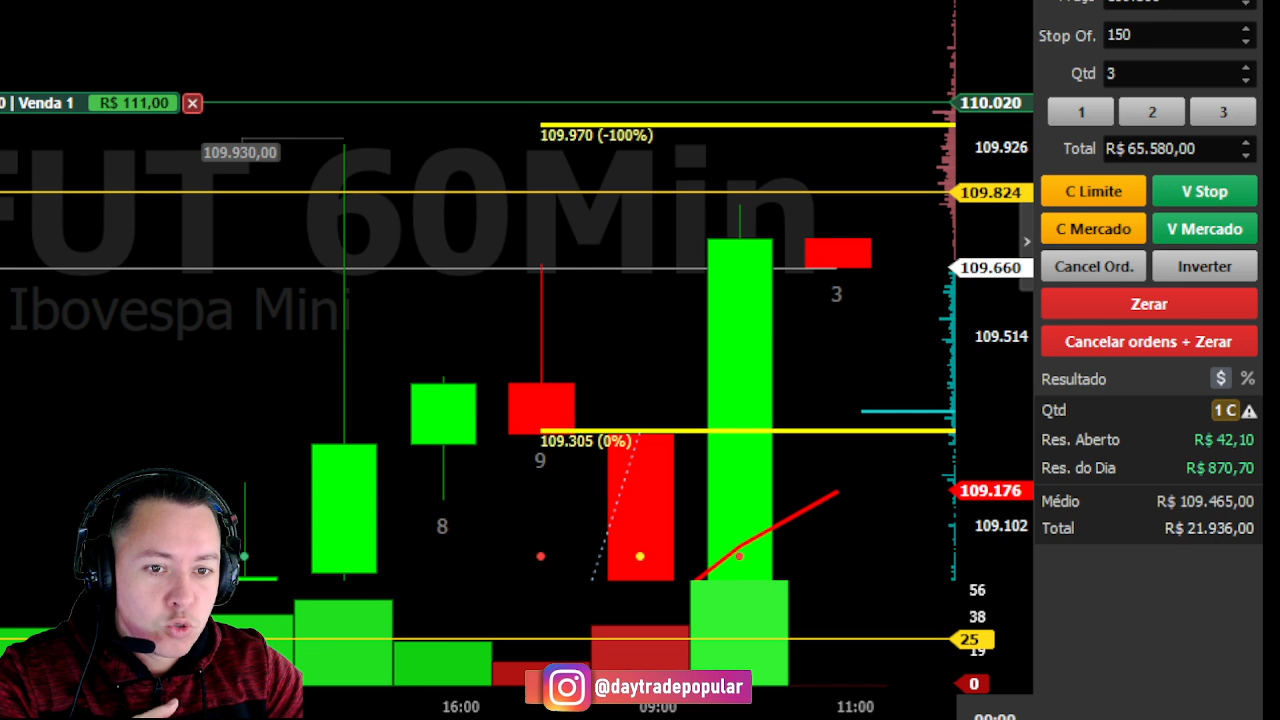 Stop Of. 150
Qtd 3
0 | Venda 1 R$ 111,00
110.020
1 2 3
109.970 (-100%)
109.930,00
109.926
Total R$ 65.580,00
FUT 60Min
109.824
C Limite V Stop
C Mercado V Mercado
109.660
Cancel Ord. Inverter
3
Ibovespa Mini
Zerar
109.514
Cancelar ordens + Zerar
Resultado $ %
Qtd 1 C
109.305 (0%)
Res. Aberto R$ 42,10
9
Res. do Dia R$ 870,70
109.176
Médio R$ 109.465,00
8
109.102
Total R$ 21.936,00
56
38
25
19
0
@daytradepopular
16:00 09:00 11:00